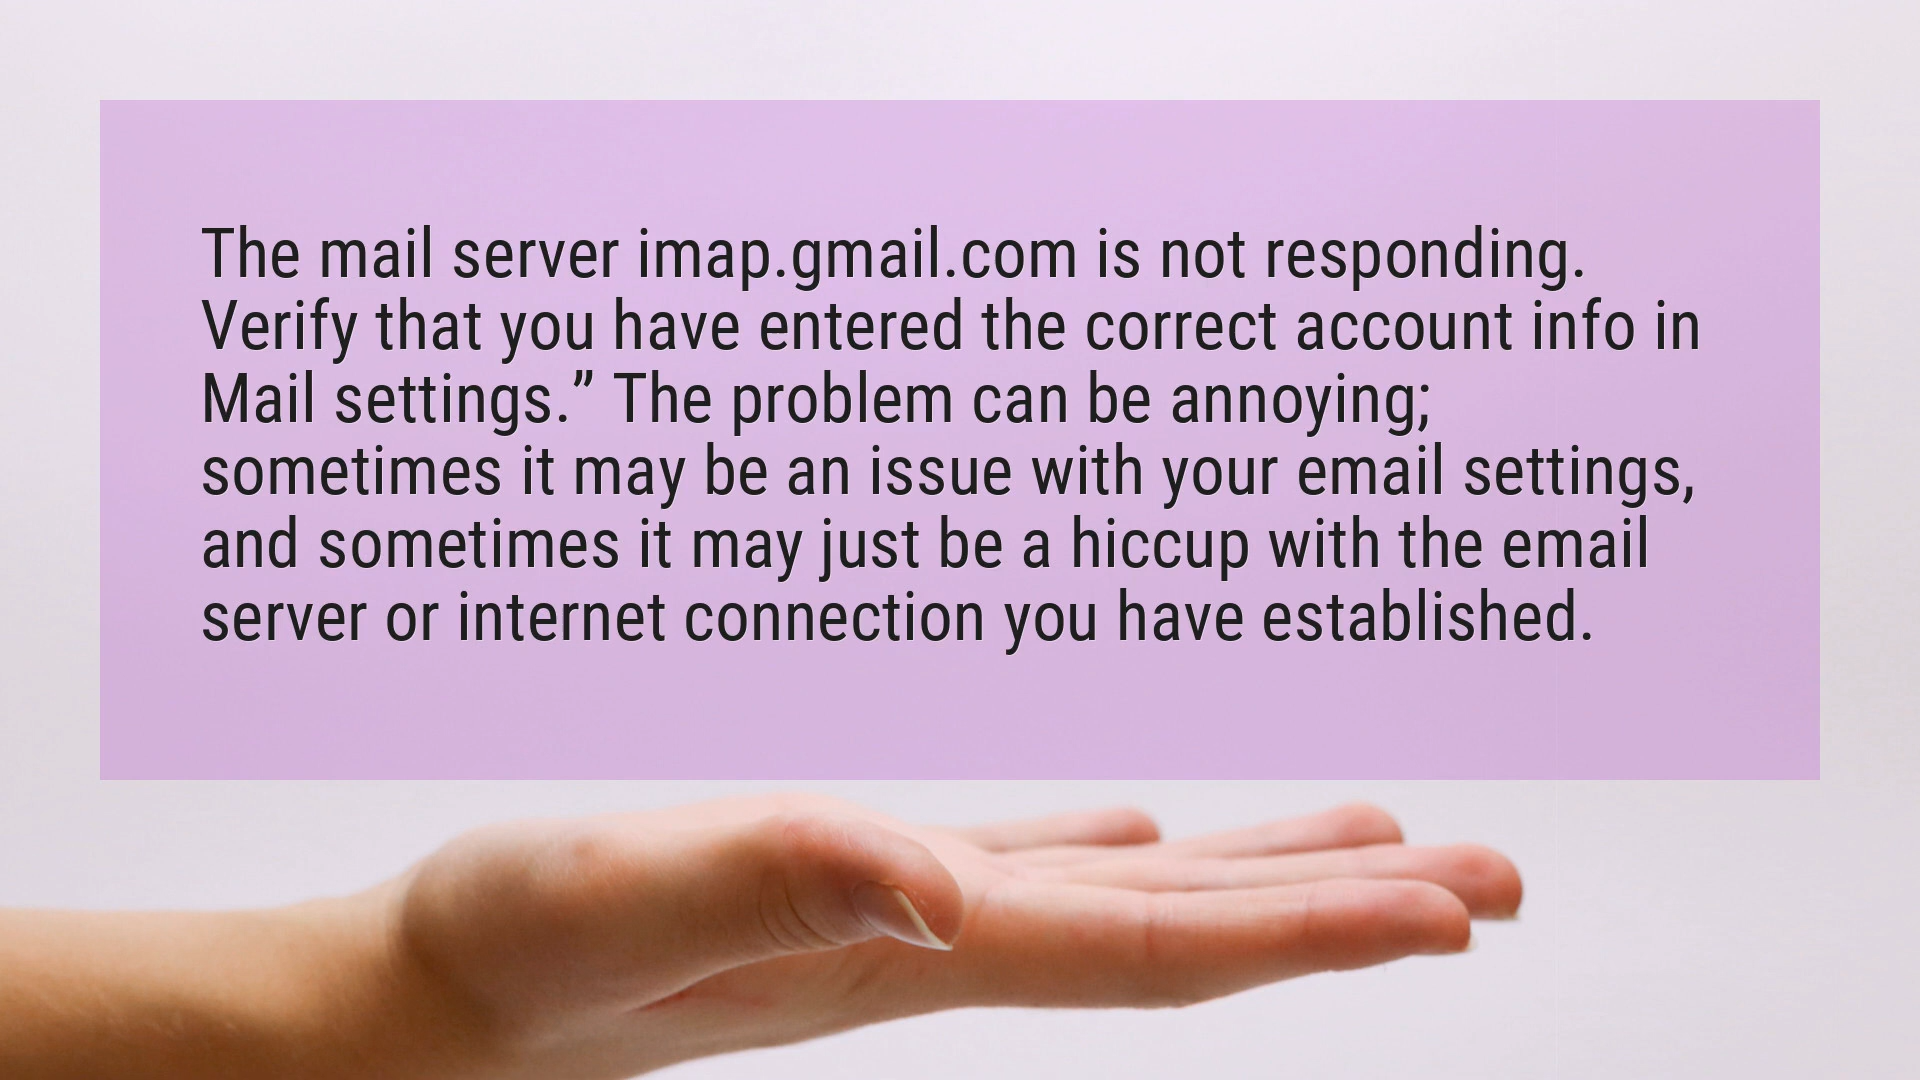 The mail server imap.gmail.com is not responding.
Verify that you have entered the correct account info in
Mail settings.” The problem can be annoying;
sometimes it may be an issue with your email settings,
and sometimes it may just be a hiccup with the email
server or internet connection you have established.